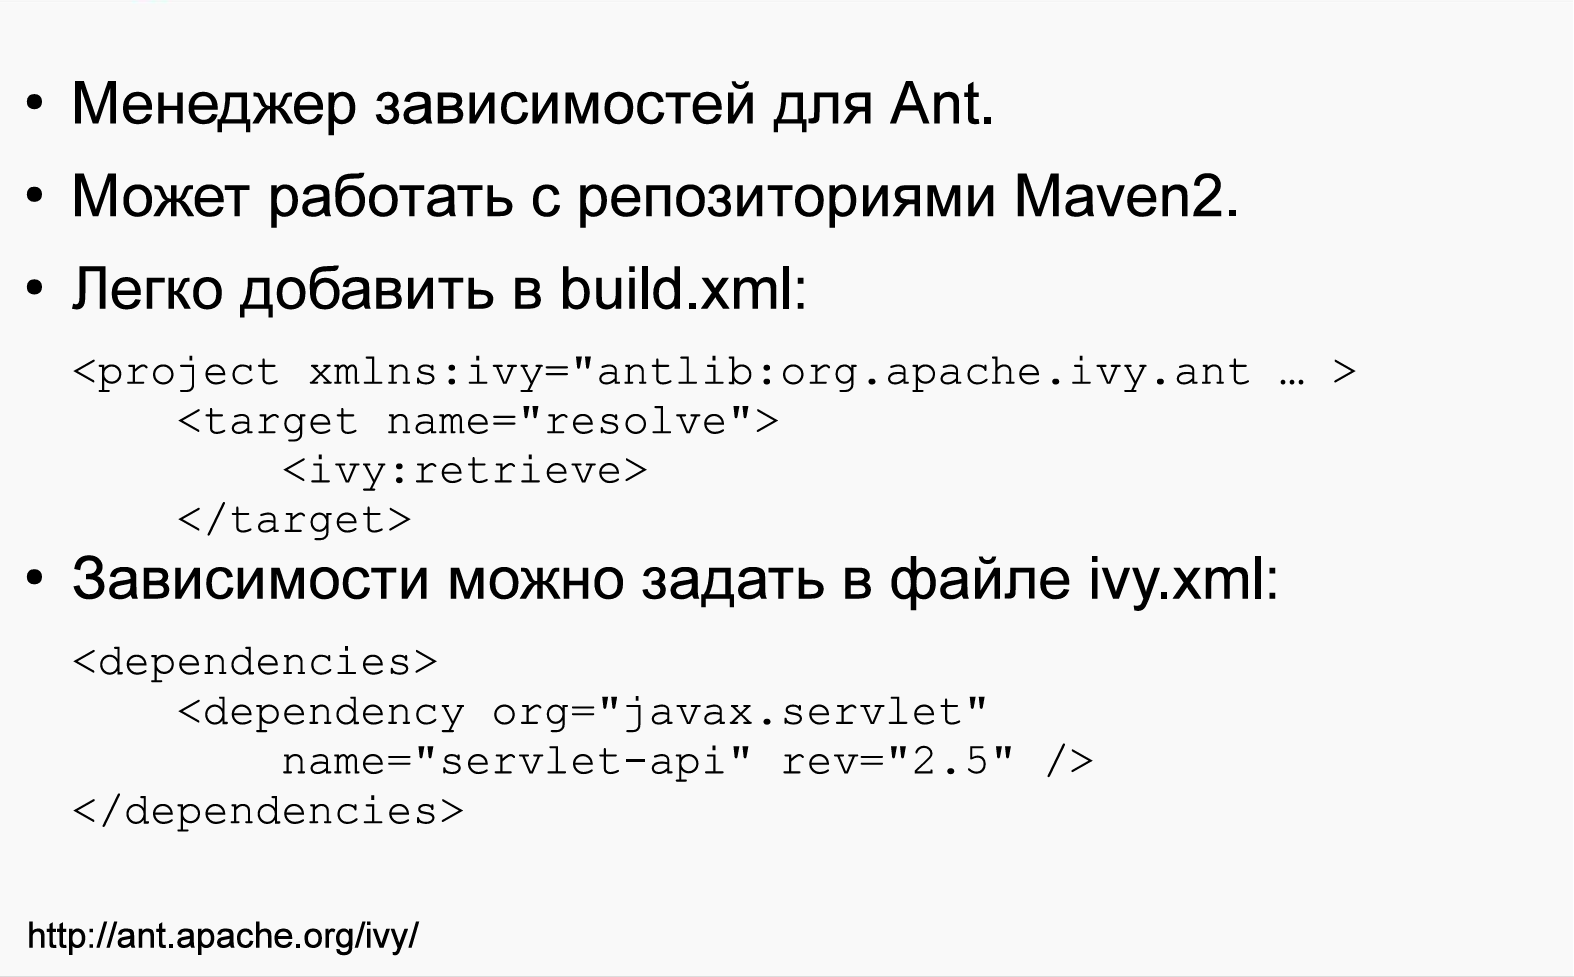 • Менеджер зависимостей для Ant.
• Может работать с репозиториями Maven2.
• Легко добавить в build.xml:
<project xmlns:ivy="antlib:org.apache.ivy.ant … >
    <target name="resolve">
        <ivy:retrieve>
    </target>
• Зависимости можно задать в файле ivy.xml:
<dependencies>
    <dependency org="javax.servlet"
        name="servlet-api" rev="2.5" />
</dependencies>
http://ant.apache.org/ivy/